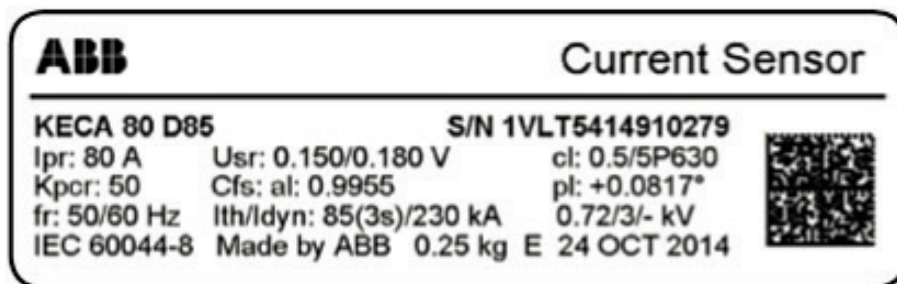 ABB Current Sensor
KECA 80 D85 S/N 1VLT5414910279
Ipr: 80 A Usr: 0.150/0.180 V cl: 0.5/5P630
Kpcr: 50 Cfs: aI: 0.9955 pI: +0.0817°
fr: 50/60 Hz Ith/Idyn: 85(3s)/230 kA 0.72/3/- kV
IEC 60044-8 Made by ABB 0.25 kg E 24 OCT 2014